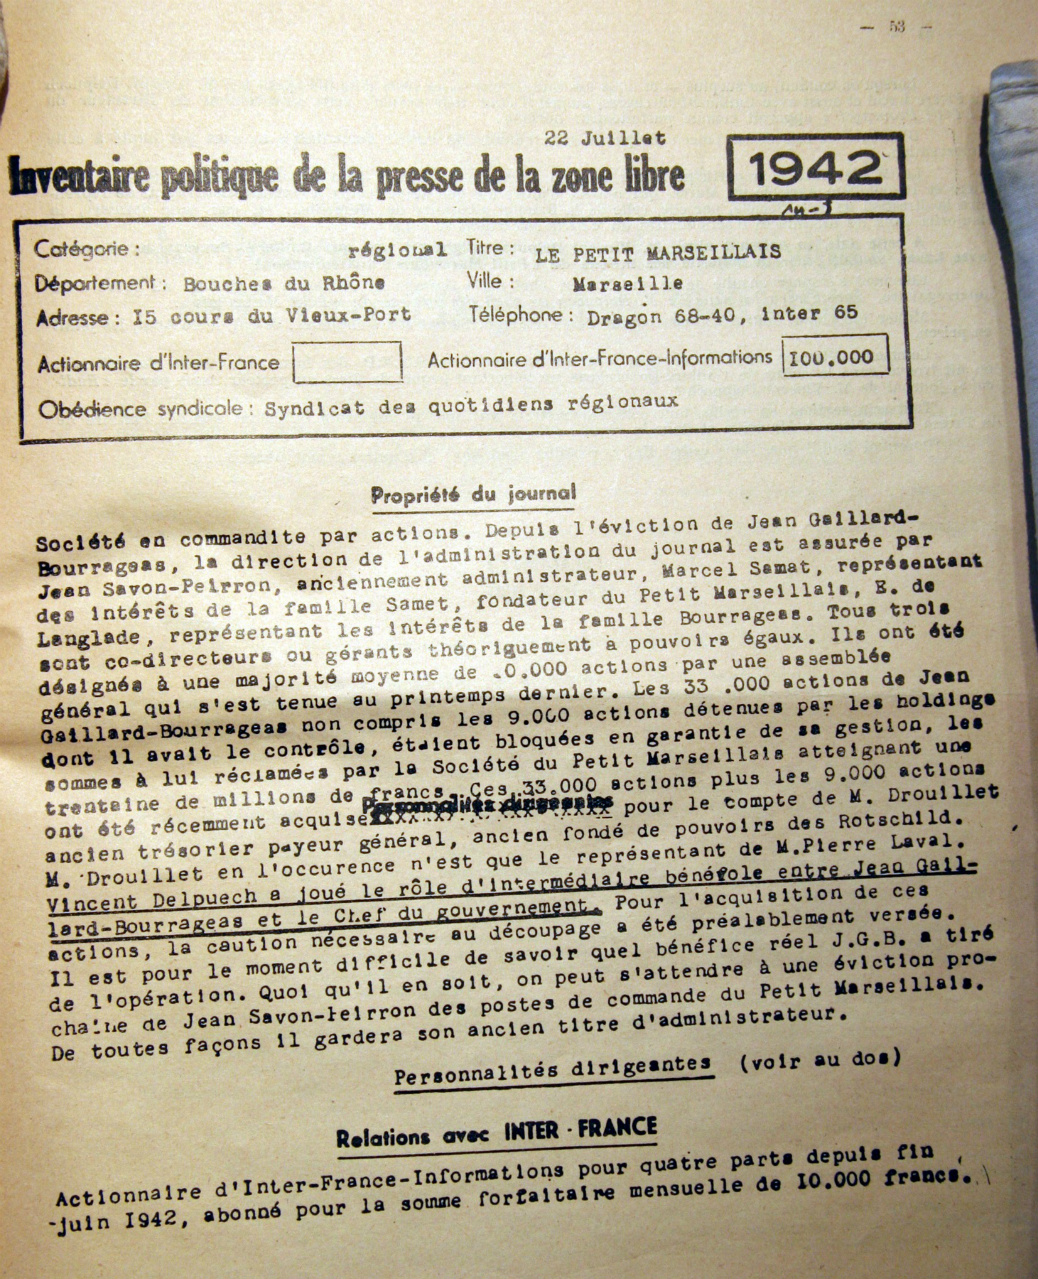 — 53 —
22 Juillet
Inventaire politique de la presse de la zone libre
1942
Catégorie : régional Titre : LE PETIT MARSEILLAIS
Département : Bouches du Rhône Ville : Marseille
Adresse : I5 cours du Vieux-Port Téléphone : Dragon 68-40, inter 65
Actionnaire d'Inter-France Actionnaire d'Inter-France-Informations I00.000
Obédience syndicale : Syndicat des quotidiens régionaux
Propriété du journal
Société en commandite par actions. Depuis l'éviction de Jean Gaillard-
Bourrageas, la direction de l'administration du journal est assurée par
Jean Savon-Peirron, anciennement administrateur, Marcel Samat, représentant
des intérêts de la famille Samet, fondateur du Petit Marseillais, E. de
Langlade, représentant les intérêts de la famille Bourrageas. Tous trois
sont co-directeurs ou gérants théoriquement à pouvoirs égaux. Ils ont été
désignés à une majorité moyenne de .0.000 actions par une assemblée
général qui s'est tenue au printemps dernier. Les 33 .000 actions de Jean
Gaillard-Bourrageas non compris les 9.000 actions détenues par les holdings
dont il avait le contrôle, étaient bloquées en garantie de sa gestion, les
sommes à lui réclamées par la Société du Petit Marseillais atteignant une
trentaine de millions de francs. Ces 33.000 actions plus les 9.000 actions
ont été récemment acquises pour le compte de M. Drouillet
ancien trésorier payeur général, ancien fondé de pouvoirs des Rotschild.
M. Drouillet en l'occurence n'est que le représentant de M.Pierre Laval.
Vincent Delpuech a joué le rôle d'intermédiaire bénéfole entre Jean Gail-
lard-Bourrageas et le Chef du gouvernement. Pour l'acquisition de ces
actions, la caution nécessaire au découpage a été préalablement versée.
Il est pour le moment difficile de savoir quel bénéfice réel J.G.B. a tiré
de l'opération. Quoi qu'il en soit, on peut s'attendre à une éviction pro-
chaine de Jean Savon-Peirron des postes de commande du Petit Marseillais.
De toutes façons il gardera son ancien titre d'administrateur.
Personnalités dirigeantes (voir au dos)
Relations avec INTER-FRANCE
Actionnaire d'Inter-France-Informations pour quatre parts depuis fin
juin I942, abonné pour la somme forfaitaire mensuelle de I0.000 francs.